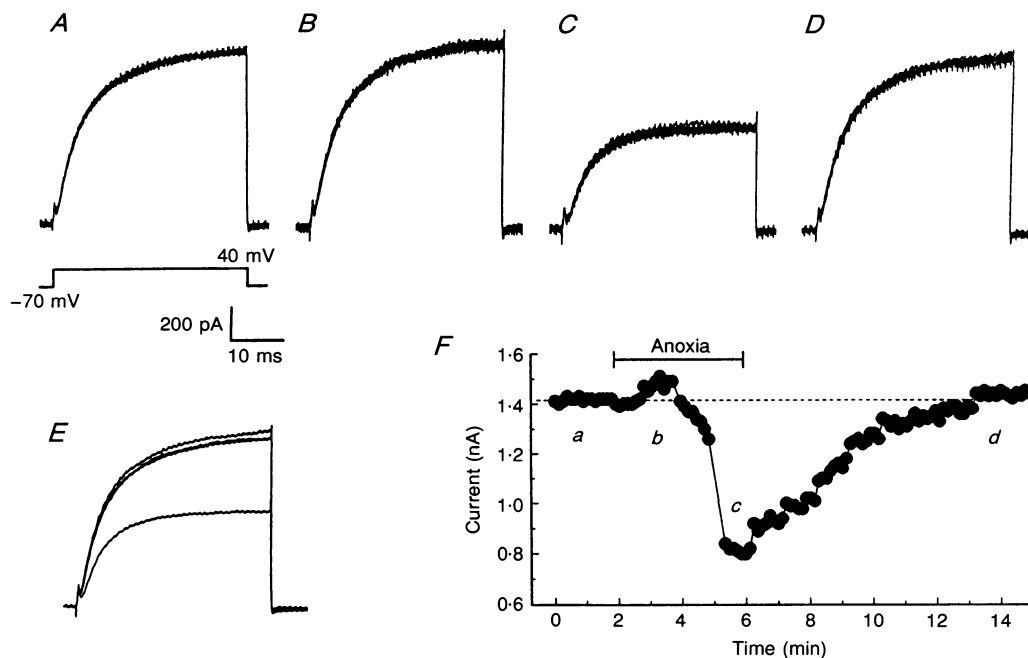 A
B
C
D
40 mV
−70 mV
200 pA
10 ms
E
F
Anoxia
1·6
1·4
1·2
1·0
0·8
0·6
Current (nA)
a
b
c
d
0
2
4
6
8
10
12
14
Time (min)